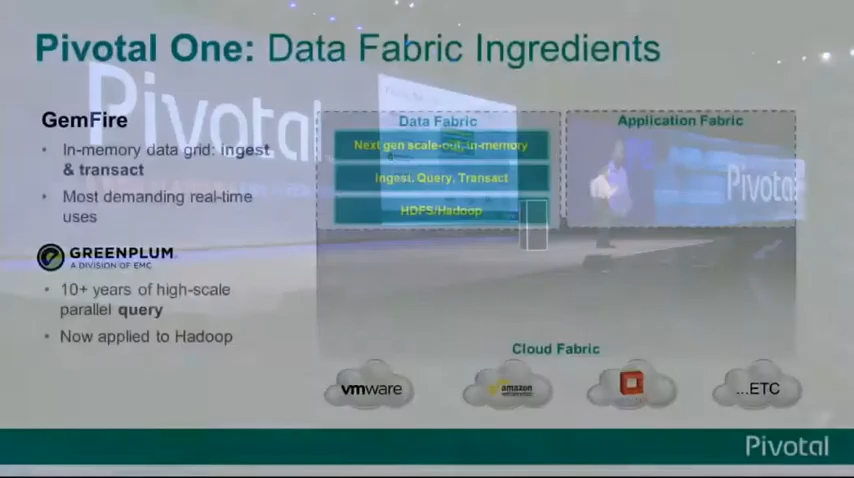 Pivotal One: Data Fabric Ingredients
Pivotal
GemFire
• In-memory data grid: ingest
& transact
• Most demanding real-time
uses
GREENPLUM
A DIVISION OF EMC
• 10+ years of high-scale
parallel query
• Now applied to Hadoop
Data Fabric
Next gen scale-out, in-memory
Ingest, Query, Transact
HDFS/Hadoop
Application Fabric
Pivotal
Cloud Fabric
vmware
amazon
...ETC
Pivotal